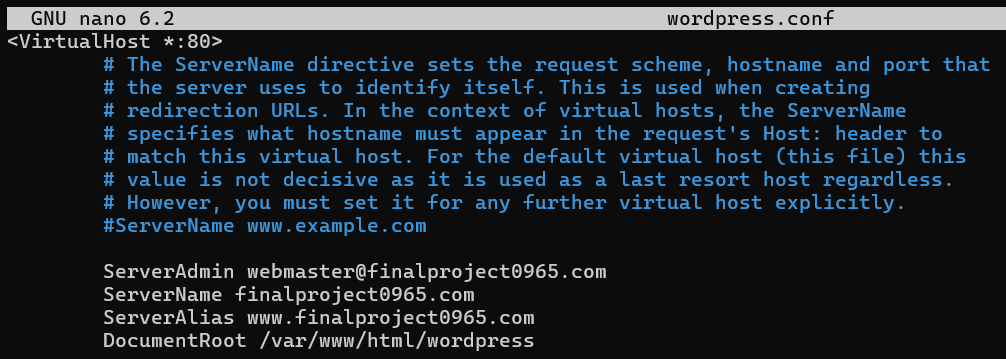 GNU nano 6.2 wordpress.conf
<VirtualHost *:80>
# The ServerName directive sets the request scheme, hostname and port that
# the server uses to identify itself. This is used when creating
# redirection URLs. In the context of virtual hosts, the ServerName
# specifies what hostname must appear in the request's Host: header to
# match this virtual host. For the default virtual host (this file) this
# value is not decisive as it is used as a last resort host regardless.
# However, you must set it for any further virtual host explicitly.
#ServerName www.example.com
ServerAdmin webmaster@finalproject0965.com
ServerName finalproject0965.com
ServerAlias www.finalproject0965.com
DocumentRoot /var/www/html/wordpress